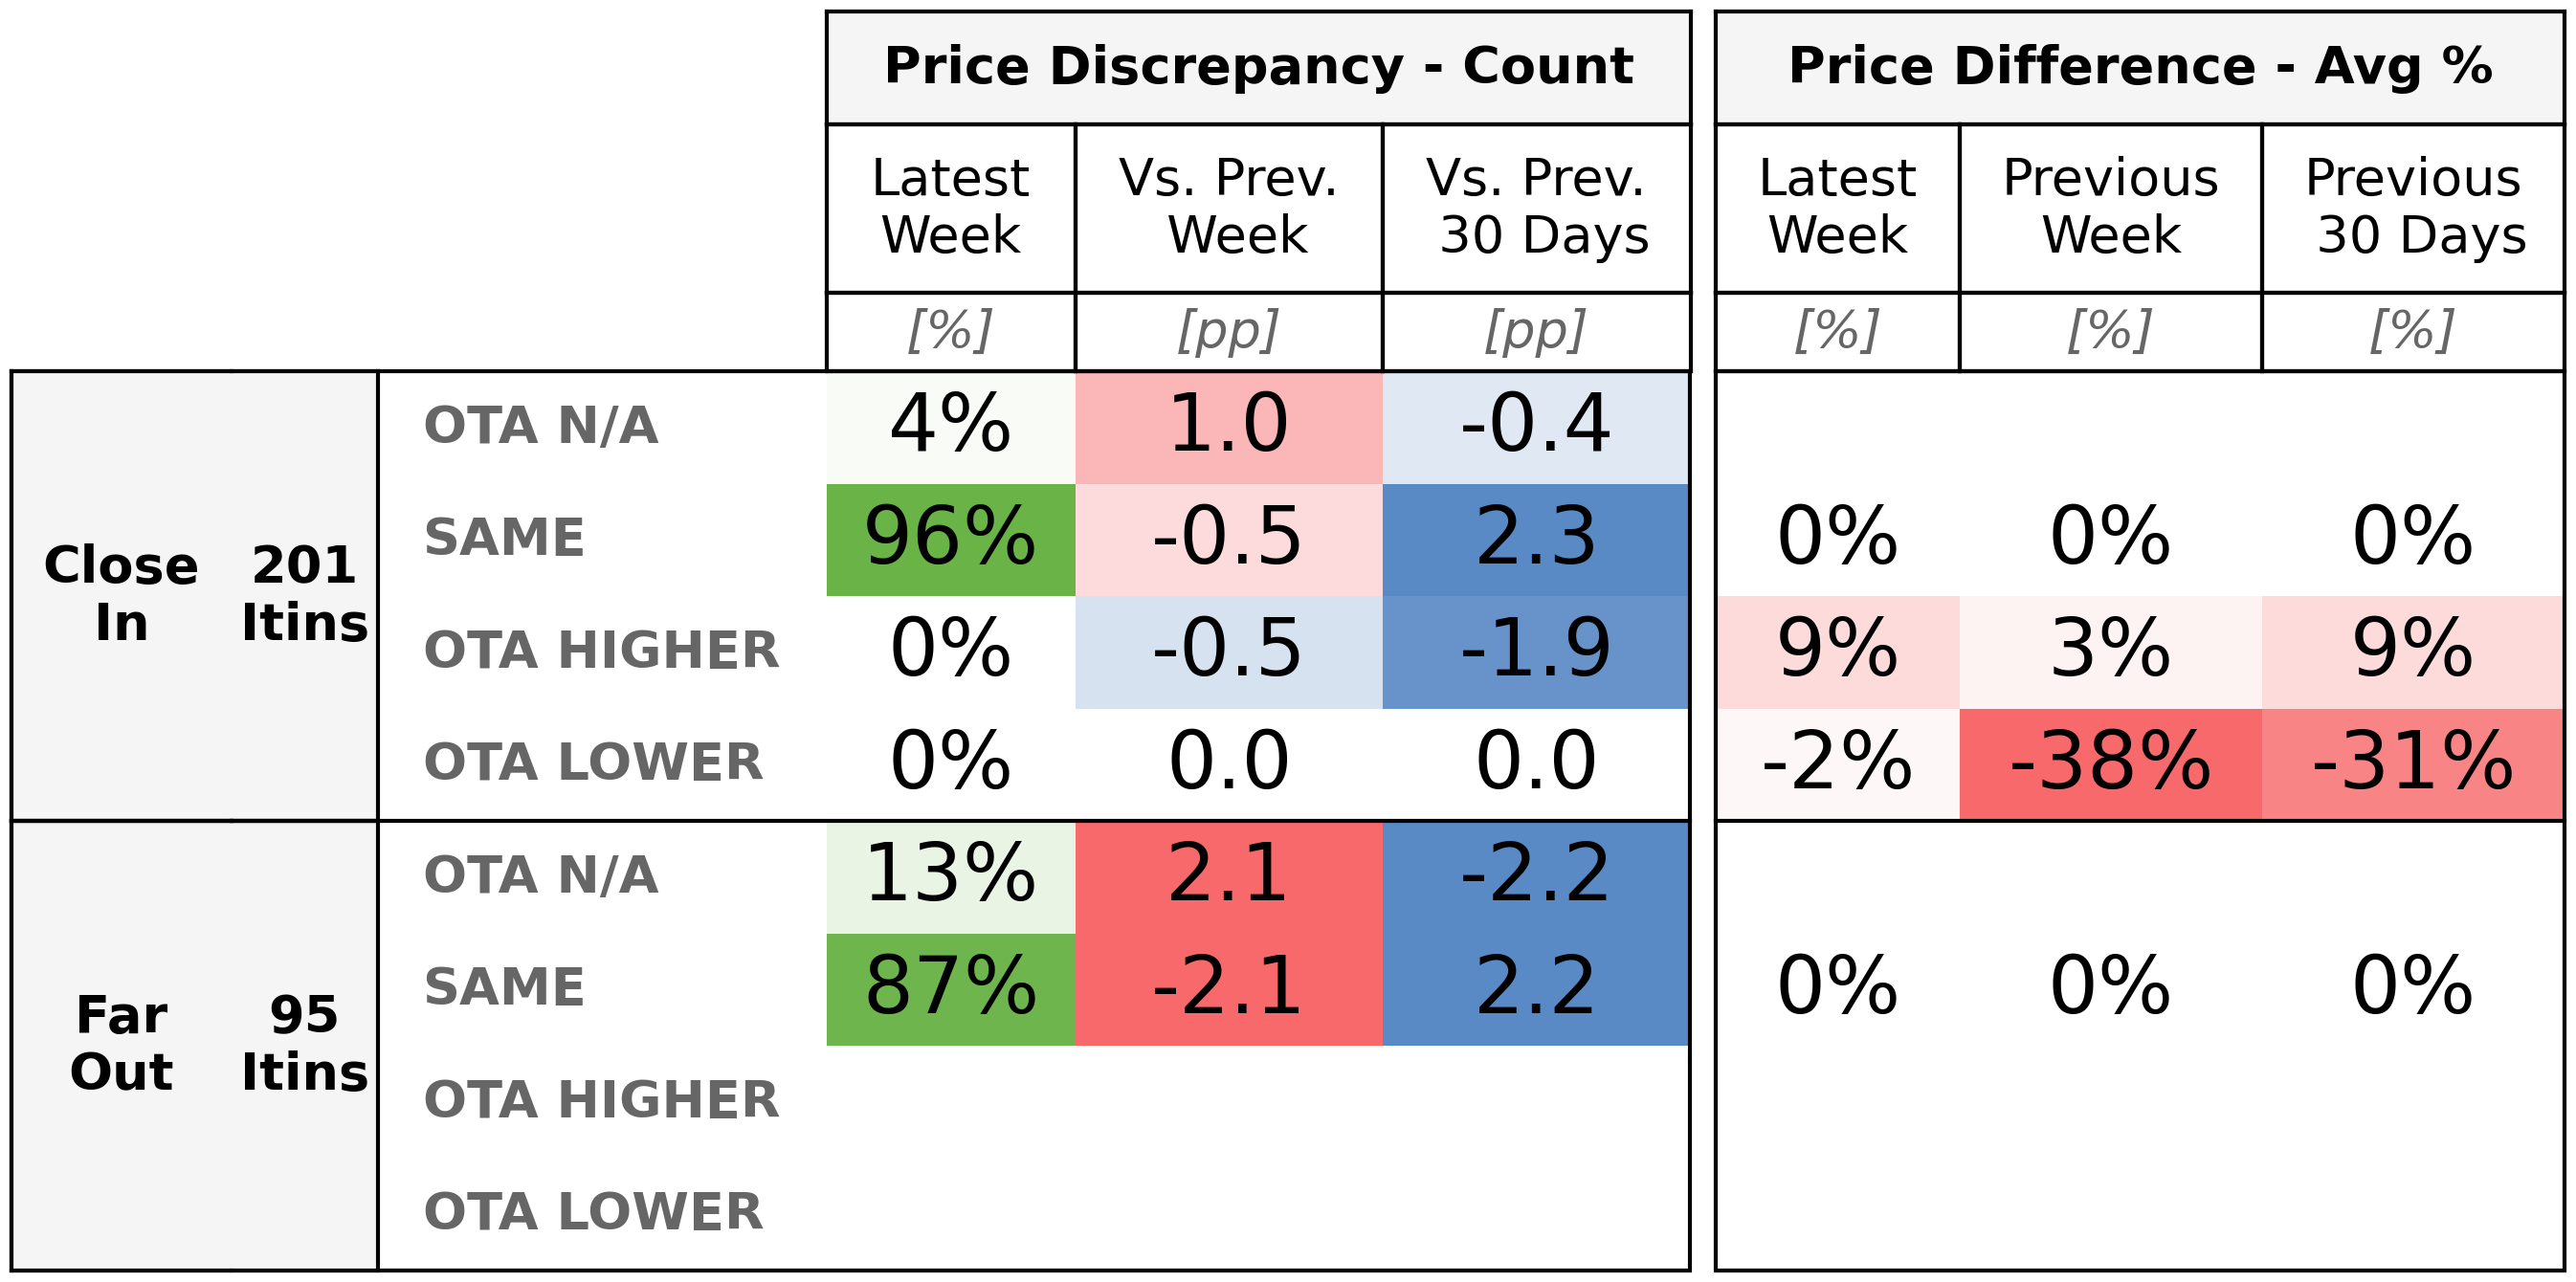 Price Discrepancy - Count Price Difference - Avg %
Latest Week Vs. Prev. Week Vs. Prev. 30 Days Latest Week Previous Week Previous 30 Days
[%] [pp] [pp] [%] [%] [%]
Close In 201 Itins
OTA N/A 4% 1.0 -0.4
SAME 96% -0.5 2.3 0% 0% 0%
OTA HIGHER 0% -0.5 -1.9 9% 3% 9%
OTA LOWER 0% 0.0 0.0 -2% -38% -31%
Far Out 95 Itins
OTA N/A 13% 2.1 -2.2
SAME 87% -2.1 2.2 0% 0% 0%
OTA HIGHER
OTA LOWER